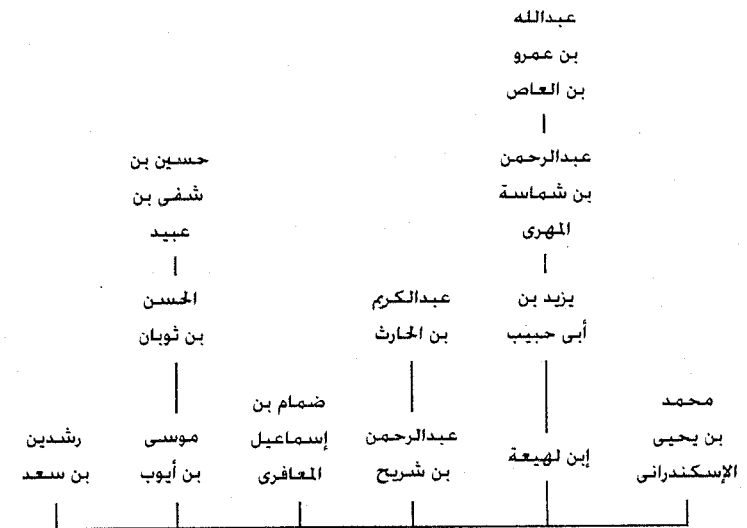 عبدالله
بن عمرو
بن العاص
عبدالرحمن
بن شماسة
المهرى
حسين بن
شفى بن
عبيد
يزيد بن
أبى حبيب
عبدالكريم
بن الحارث
الحسن
بن ثوبان
محمد
بن يحيى
الإسكندرانى
إبن لهيعة
عبدالرحمن
بن شريح
ضمام بن
إسماعيل
المعافرى
موسى
بن أيوب
رشدين
بن سعد